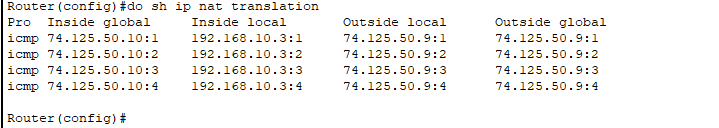 Router(config)#do sh ip nat translation
Pro  Inside global     Inside local       Outside local      Outside global
icmp 74.125.50.10:1    192.168.10.3:1     74.125.50.9:1      74.125.50.9:1
icmp 74.125.50.10:2    192.168.10.3:2     74.125.50.9:2      74.125.50.9:2
icmp 74.125.50.10:3    192.168.10.3:3     74.125.50.9:3      74.125.50.9:3
icmp 74.125.50.10:4    192.168.10.3:4     74.125.50.9:4      74.125.50.9:4
Router(config)#